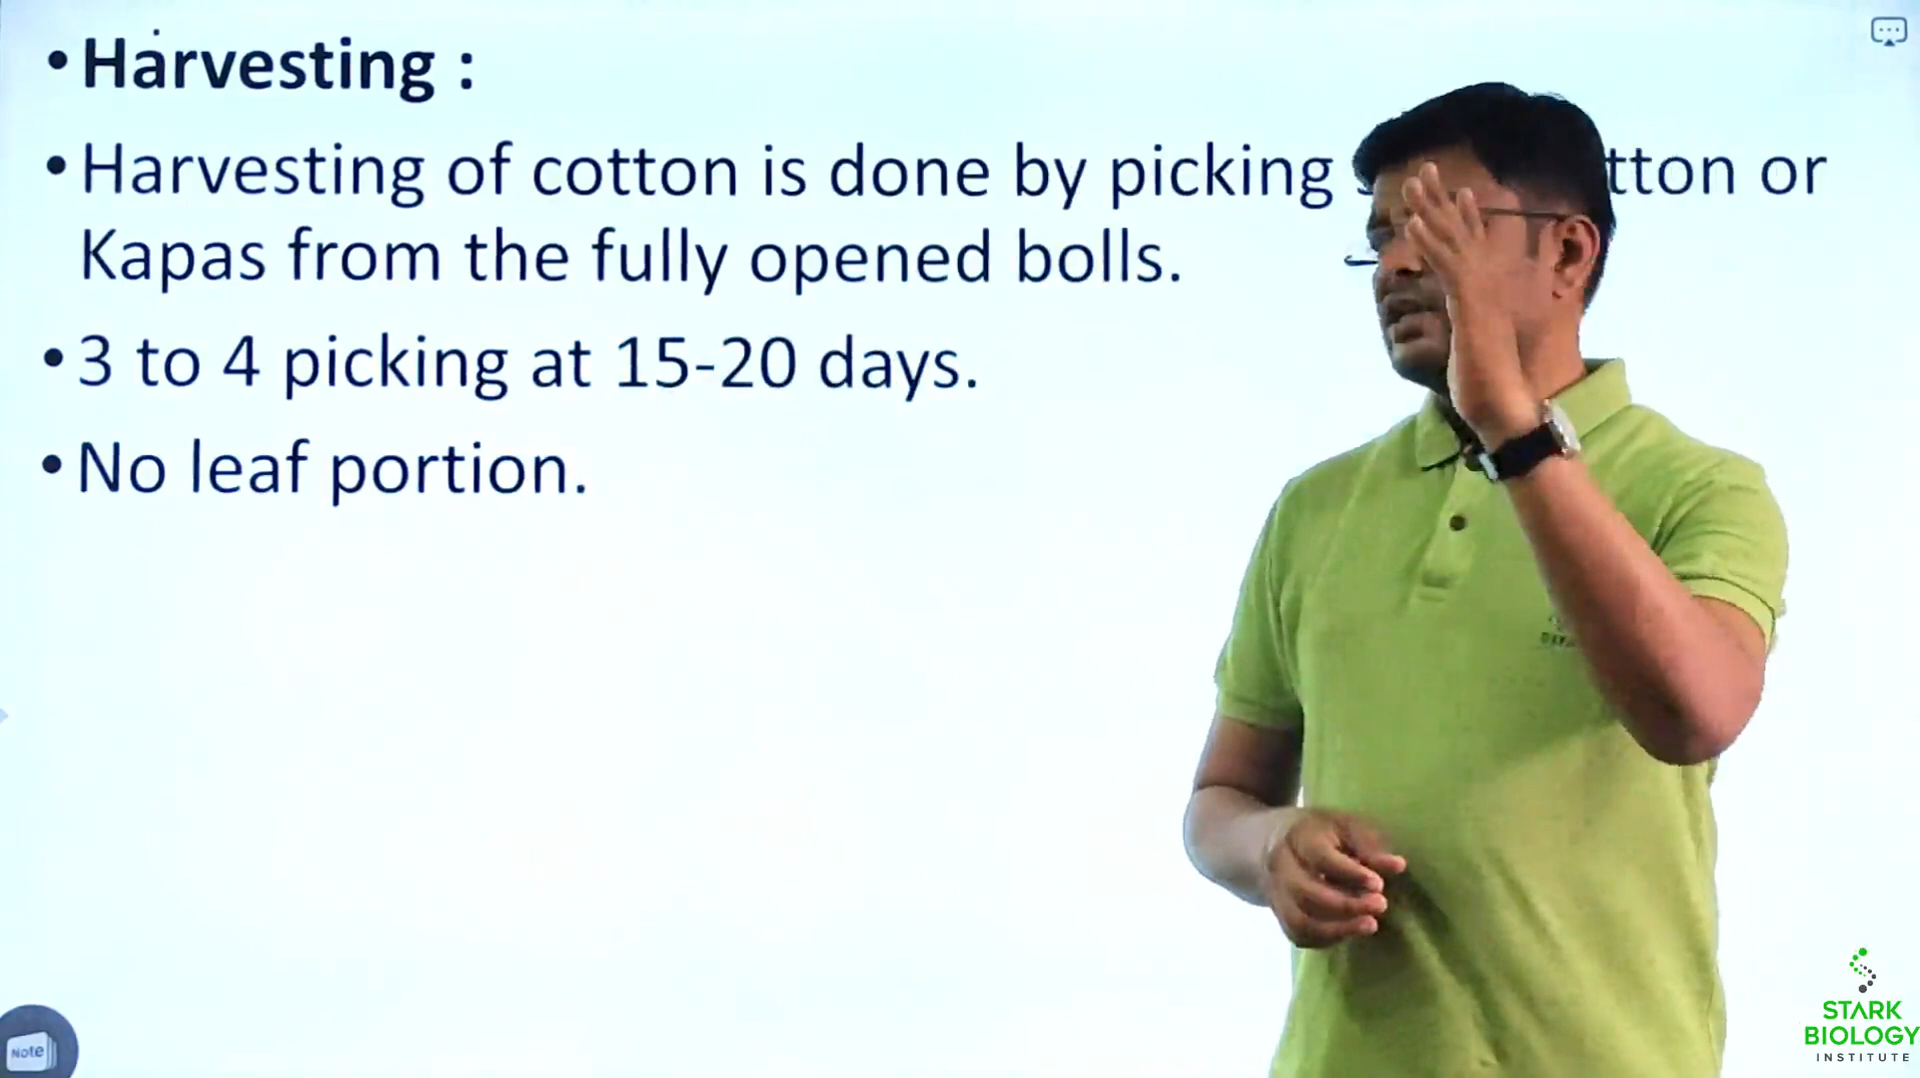 • Harvesting :
• Harvesting of cotton is done by picking or
Kapas from the fully opened bolls.
• 3 to 4 picking at 15-20 days.
• No leaf portion.
Note
STARK
BIOLOGY
INSTITUTE